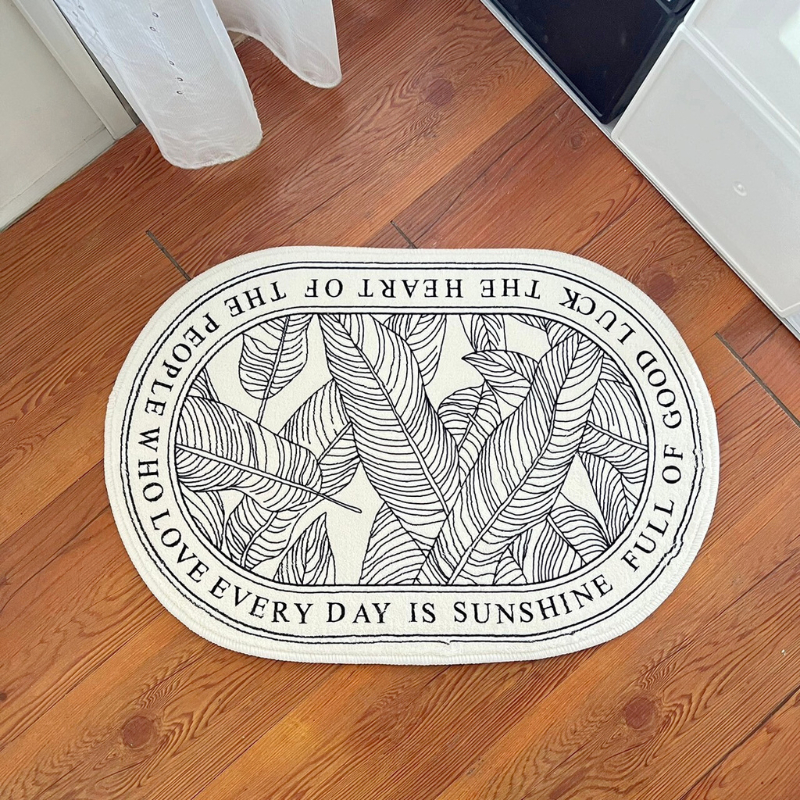 THE HEART OF THE PEOPLE WHO LOVE EVERY DAY IS SUNSHINE FULL OF GOOD LUCK